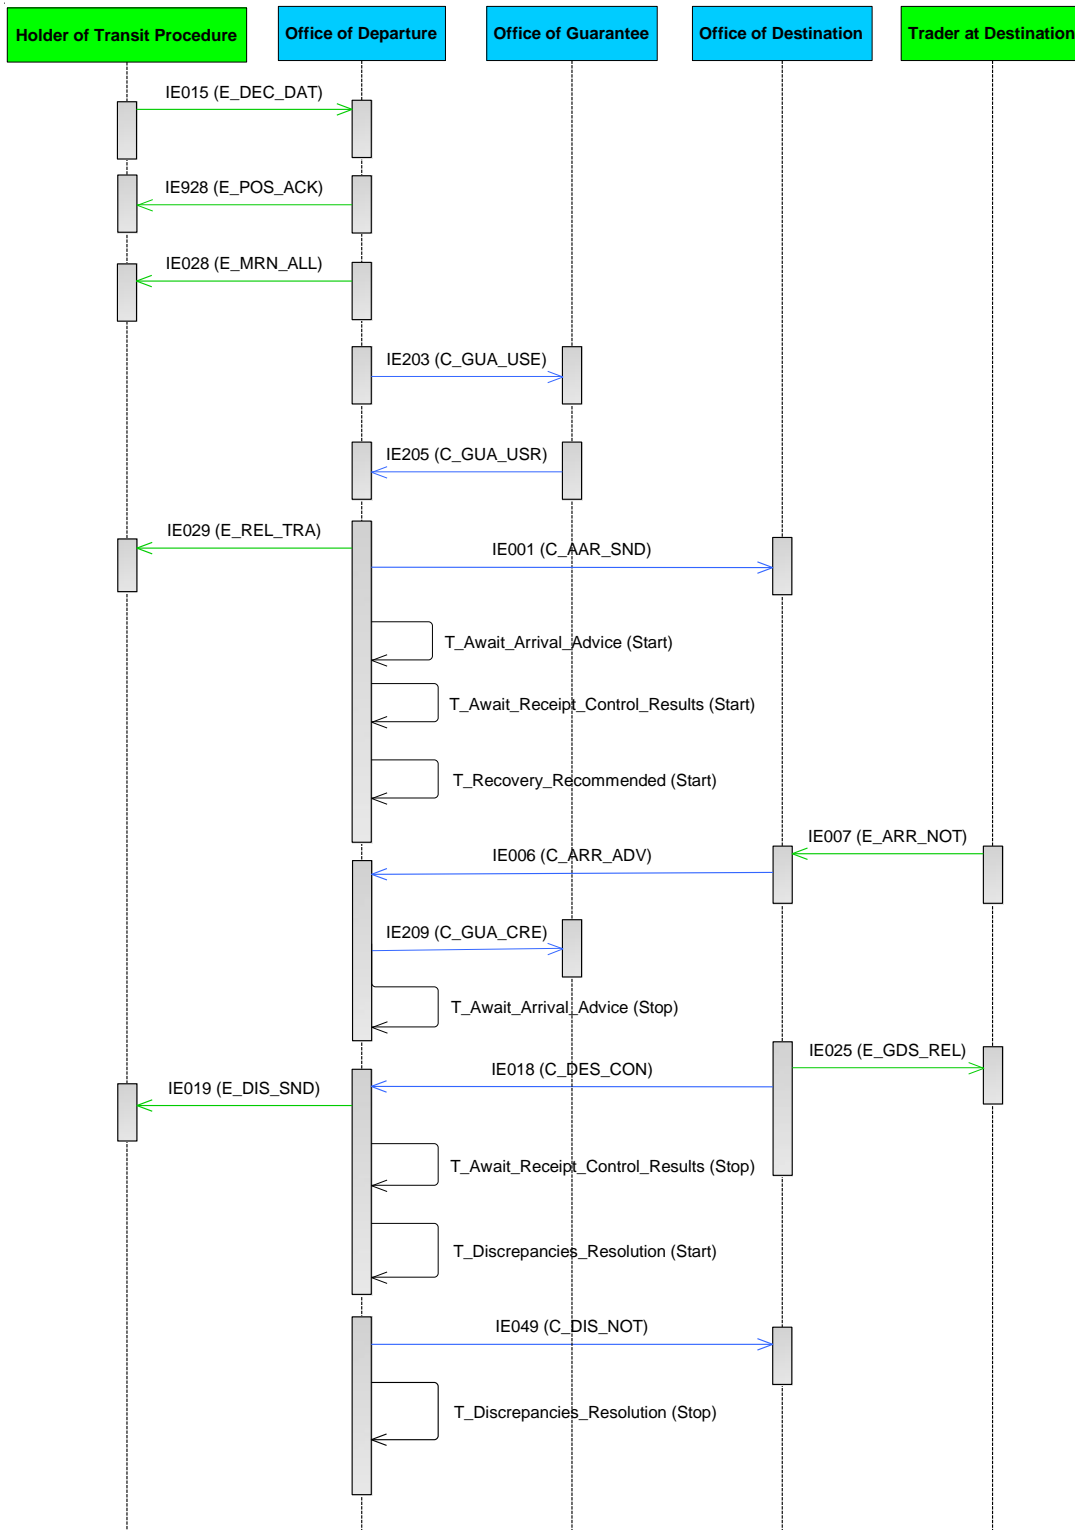 Holder of Transit Procedure
Office of Departure
Office of Guarantee
Office of Destination
Trader at Destination
IE015 (E_DEC_DAT)
IE928 (E_POS_ACK)
IE028 (E_MRN_ALL)
IE203 (C_GUA_USE)
IE205 (C_GUA_USR)
IE029 (E_REL_TRA)
IE001 (C_AAR_SND)
T_Await_Arrival_Advice (Start)
T_Await_Receipt_Control_Results (Start)
T_Recovery_Recommended (Start)
IE007 (E_ARR_NOT)
IE006 (C_ARR_ADV)
IE209 (C_GUA_CRE)
T_Await_Arrival_Advice (Stop)
IE025 (E_GDS_REL)
IE018 (C_DES_CON)
IE019 (E_DIS_SND)
T_Await_Receipt_Control_Results (Stop)
T_Discrepancies_Resolution (Start)
IE049 (C_DIS_NOT)
T_Discrepancies_Resolution (Stop)